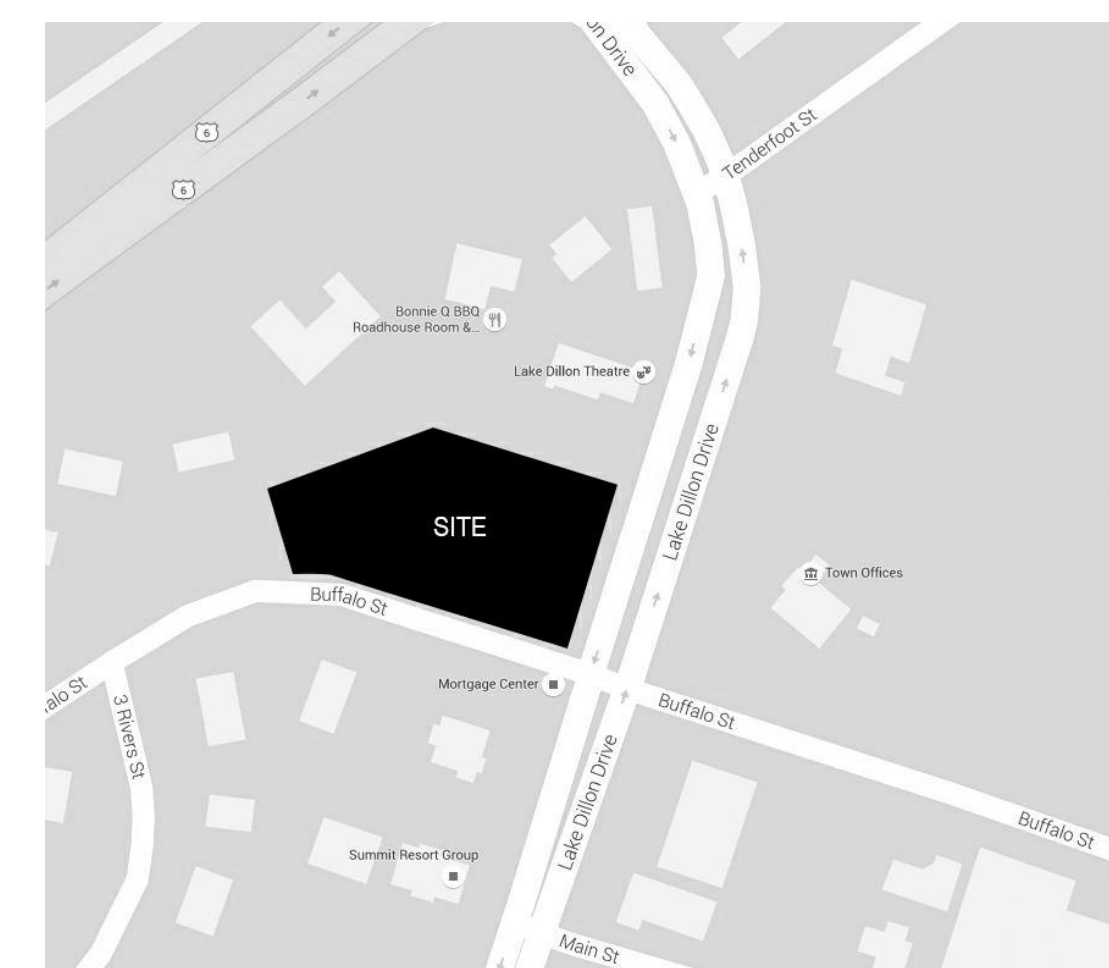 on Drive
6
Tenderfoot St
6
Bonnie Q BBQ
Roadhouse Room &...
Lake Dillon Theatre
Lake Dillon Drive
SITE
Town Offices
Buffalo St
Mortgage Center
alo St
3 Rivers St
Buffalo St
Lake Dillon Drive
Buffalo St
Summit Resort Group
Main St